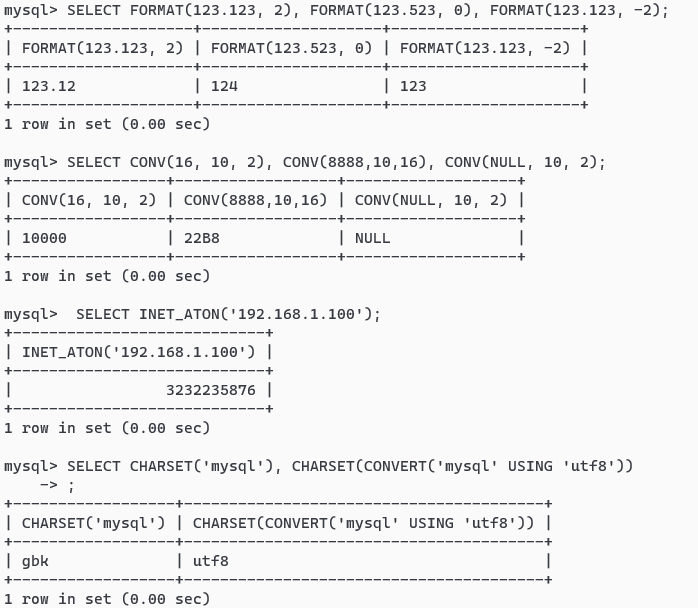 mysql> SELECT FORMAT(123.123, 2), FORMAT(123.523, 0), FORMAT(123.123, -2);
+--------------------+--------------------+---------------------+
| FORMAT(123.123, 2) | FORMAT(123.523, 0) | FORMAT(123.123, -2) |
+--------------------+--------------------+---------------------+
| 123.12             | 124                | 123                 |
+--------------------+--------------------+---------------------+
1 row in set (0.00 sec)

mysql> SELECT CONV(16, 10, 2), CONV(8888,10,16), CONV(NULL, 10, 2);
+-----------------+------------------+-------------------+
| CONV(16, 10, 2) | CONV(8888,10,16) | CONV(NULL, 10, 2) |
+-----------------+------------------+-------------------+
| 10000           | 22B8             | NULL              |
+-----------------+------------------+-------------------+
1 row in set (0.00 sec)

mysql>  SELECT INET_ATON('192.168.1.100');
+----------------------------+
| INET_ATON('192.168.1.100') |
+----------------------------+
|                 3232235876 |
+----------------------------+
1 row in set (0.00 sec)

mysql> SELECT CHARSET('mysql'), CHARSET(CONVERT('mysql' USING 'utf8'))
    -> ;
+------------------+----------------------------------------+
| CHARSET('mysql') | CHARSET(CONVERT('mysql' USING 'utf8')) |
+------------------+----------------------------------------+
| gbk              | utf8                                   |
+------------------+----------------------------------------+
1 row in set (0.00 sec)